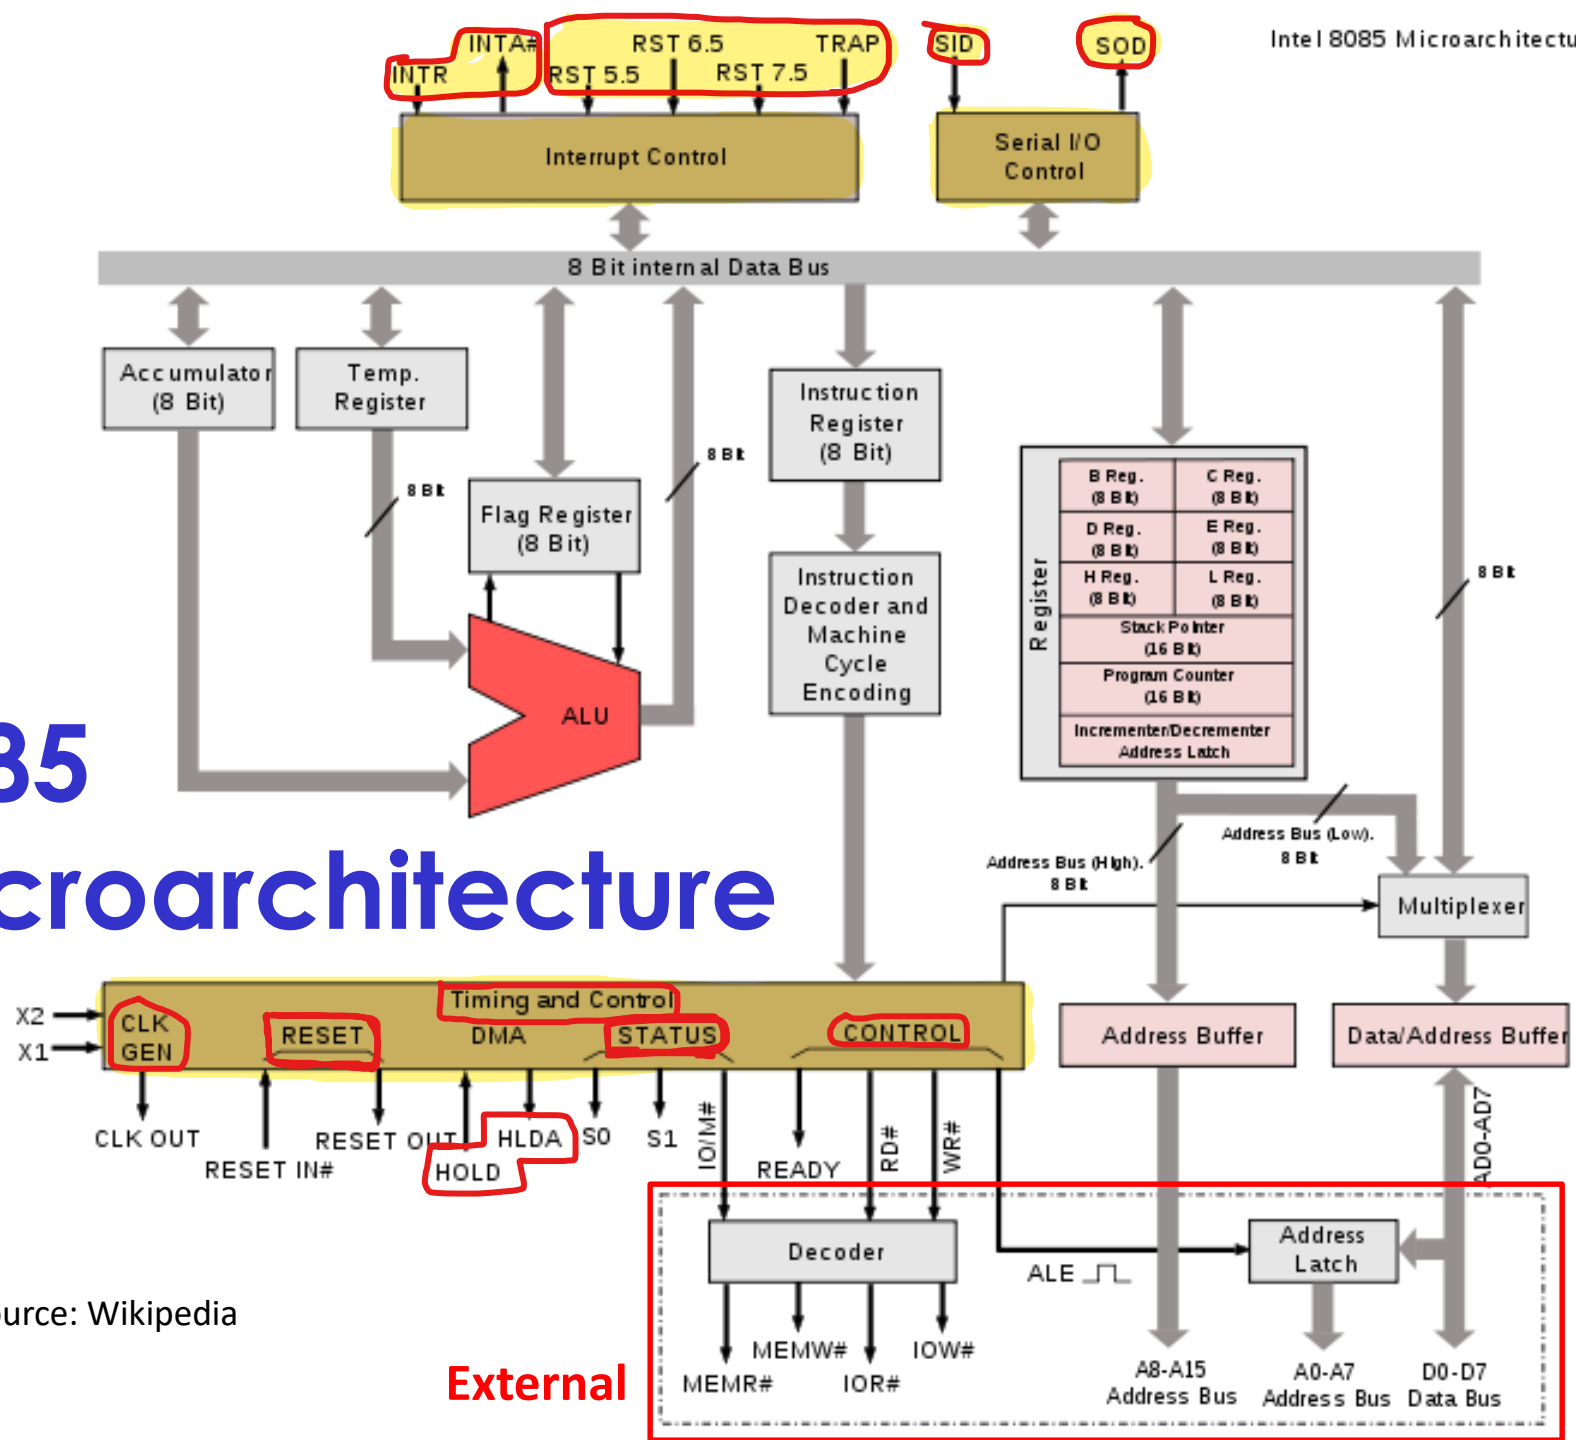 INTA#
RST 6.5
TRAP
SID
SOD
Intel 8085 Microarchitectu
INTR
RST 5.5
RST 7.5
Interrupt Control
Serial I/O
Control
8 Bit internal Data Bus
Accumulator
(8 Bit)
Temp.
Register
Instruction
Register
(8 Bit)
8 Bit
8 Bit
Flag Register
(8 Bit)
B Reg.
(8 Bit)
C Reg.
(8 Bit)
D Reg.
(8 Bit)
E Reg.
(8 Bit)
H Reg.
(8 Bit)
L Reg.
(8 Bit)
Stack Pointer
(16 Bit)
Program Counter
(16 Bit)
Incrementer/Decrementer
Address Latch
Register
8 Bit
Instruction
Decoder and
Machine
Cycle
Encoding
ALU
85
croarchitecture
Address Bus (Low).
8 Bit
Address Bus (High).
8 Bit
Multiplexer
Timing and Control
X2
X1
CLK
GEN
RESET
DMA
STATUS
CONTROL
Address Buffer
Data/Address Buffer
CLK OUT
RESET IN#
RESET OUT
HOLD
HLDA
S0
S1
IO/M#
READY
RD#
WR#
AD0-AD7
Decoder
Address
Latch
ALE
ource: Wikipedia
MEMR#
MEMW#
IOR#
IOW#
External
A8-A15
Address Bus
A0-A7
Address Bus
D0-D7
Data Bus